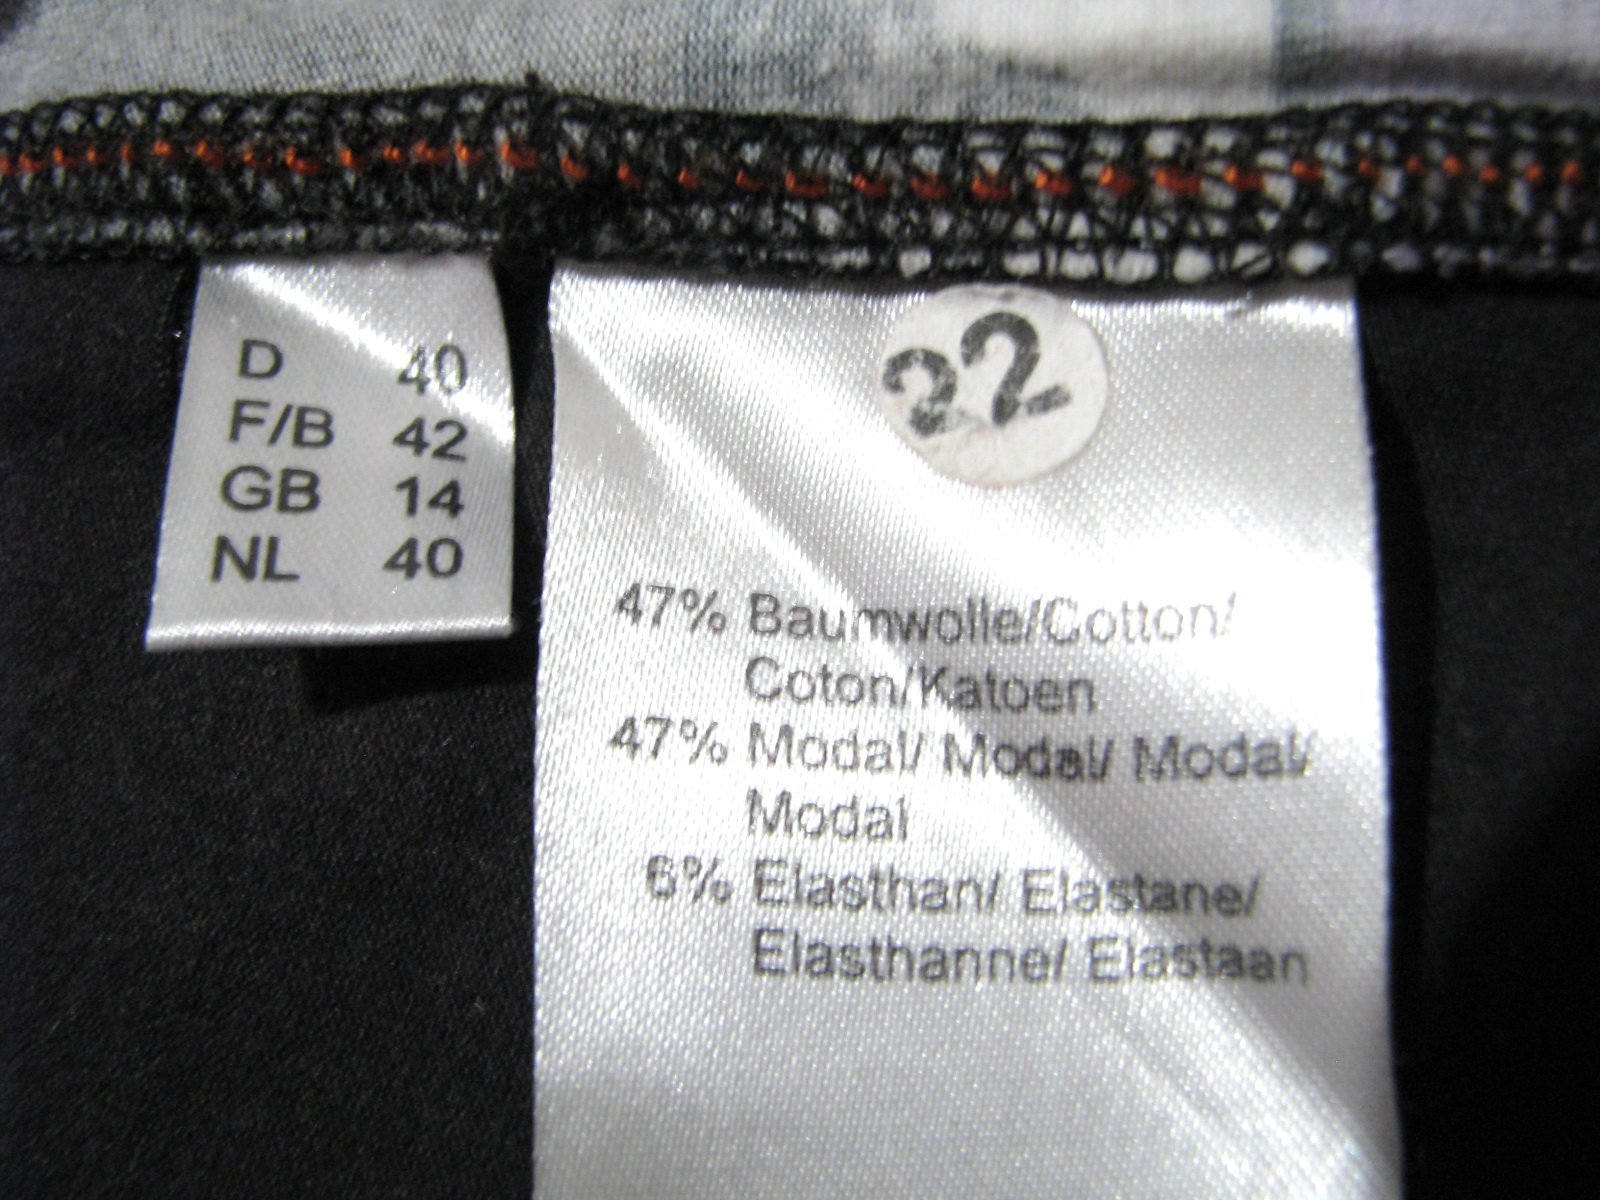 D 40
F/B 42
GB 14
NL 40
22
47% Baumwolle/Cotton/
Coton/Katoen
47% Modal/ Modal/ Modal/
Modal
6% Elasthan/ Elastane/
Elasthanne/ Elastaan